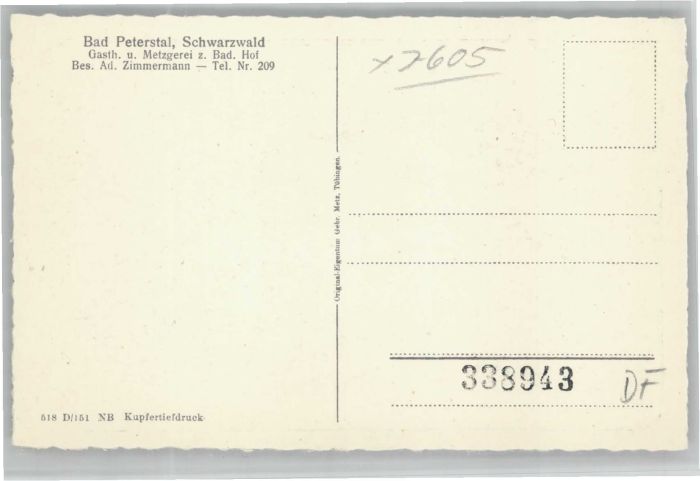 Bad Peterstal, Schwarzwald
Gasth. u. Metzgerei z. Bad. Hof
Bes. Ad. Zimmermann — Tel. Nr. 209
x 7605
Original-Eigentum Gebr. Metz, Tübingen.
338943
DF
518 D/151 NB Kupfertiefdruck